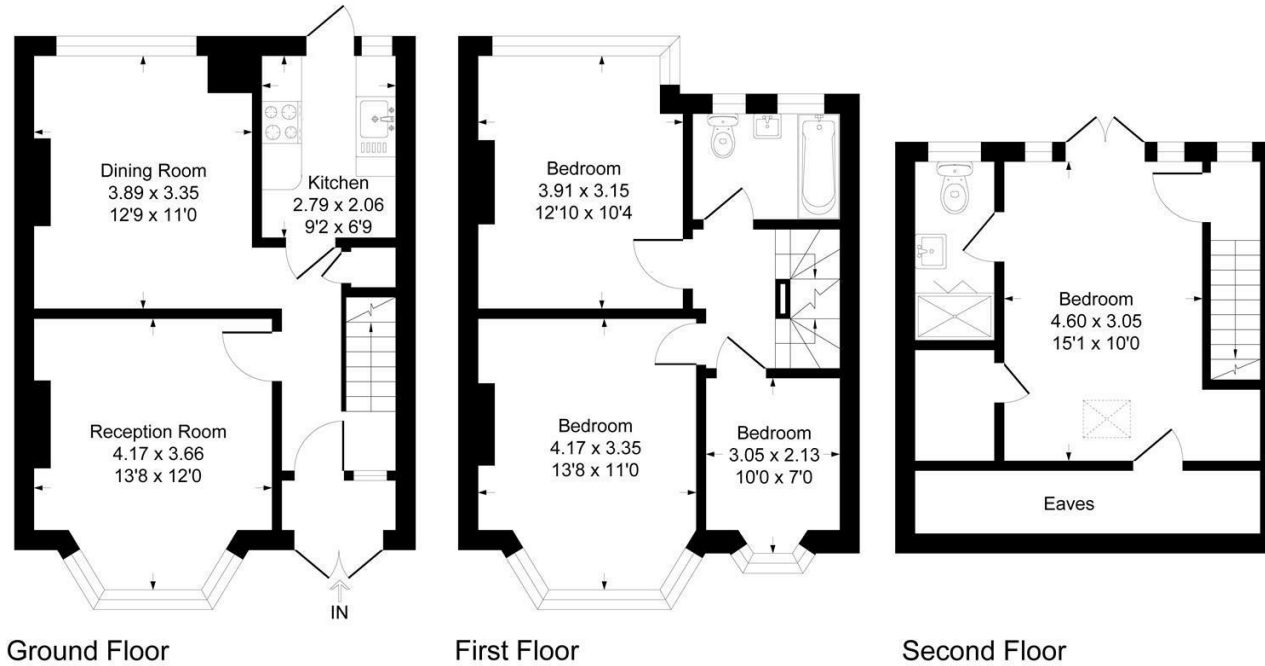 Dining Room
3.89 x 3.35
12'9 x 11'0
Kitchen
2.79 x 2.06
9'2 x 6'9
Reception Room
4.17 x 3.66
13'8 x 12'0
IN
Ground Floor
Bedroom
3.91 x 3.15
12'10 x 10'4
Bedroom
4.17 x 3.35
13'8 x 11'0
Bedroom
3.05 x 2.13
10'0 x 7'0
First Floor
Bedroom
4.60 x 3.05
15'1 x 10'0
Eaves
Second Floor